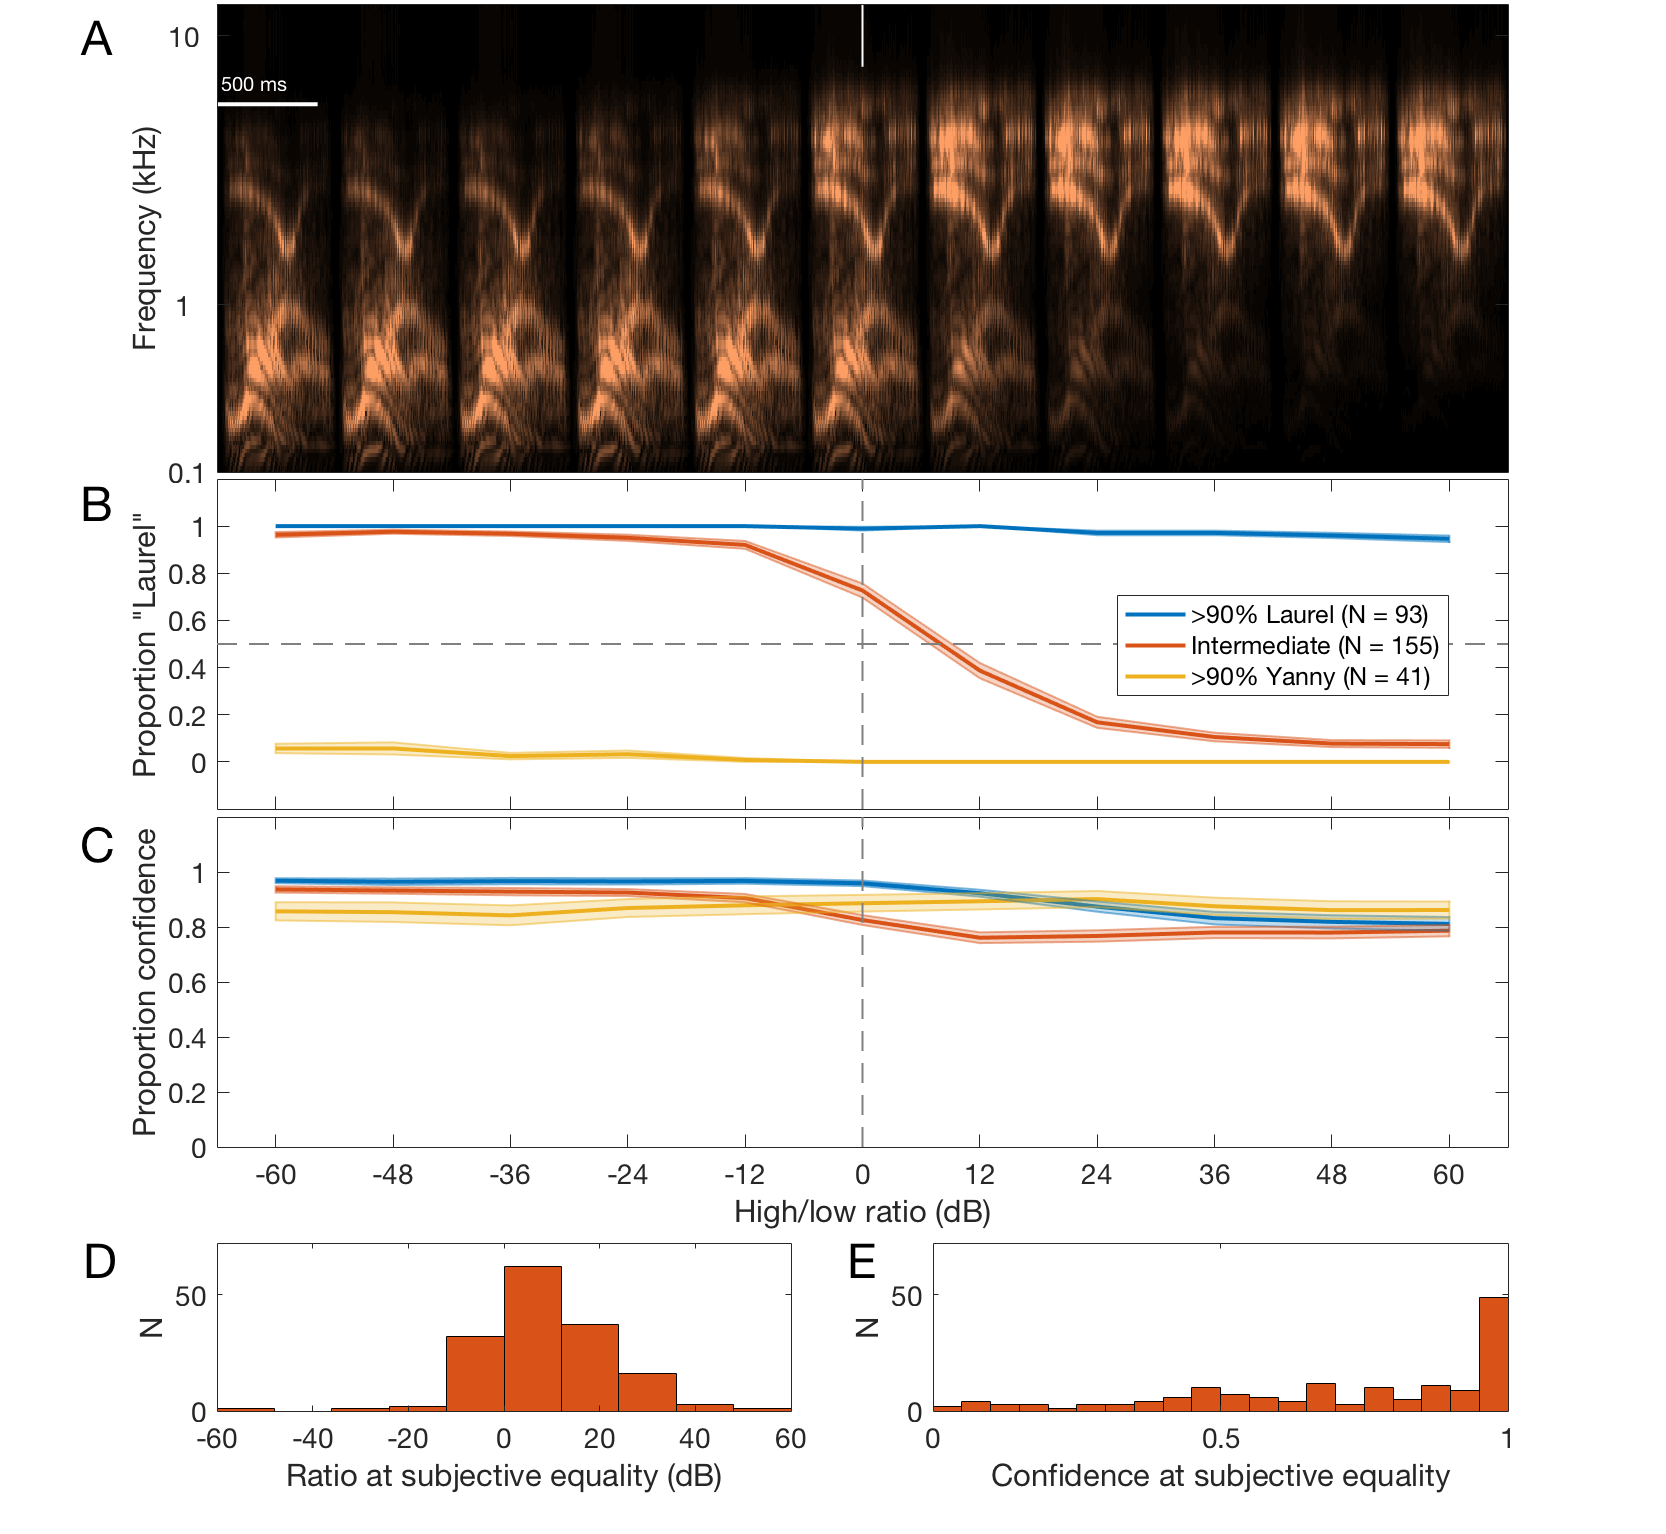 A
10
500 ms
Frequency (kHz)
1
0.1
B
Proportion "Laurel"
1
0.8
0.6
0.4
0.2
0
>90% Laurel (N = 93)
Intermediate (N = 155)
>90% Yanny (N = 41)
C
Proportion confidence
1
0.8
0.6
0.4
0.2
0
-60 -48 -36 -24 -12 0 12 24 36 48 60
High/low ratio (dB)
D
N
50
0
-60 -40 -20 0 20 40 60
Ratio at subjective equality (dB)
E
N
50
0
0 0.5 1
Confidence at subjective equality